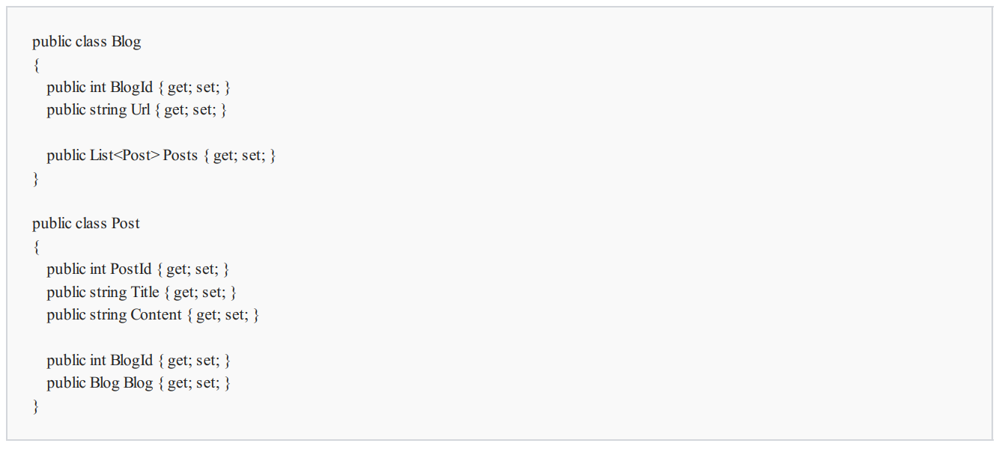 public class Blog
{
public int BlogId { get; set; }
public string Url { get; set; }
public List<Post> Posts { get; set; }
}
public class Post
{
public int PostId { get; set; }
public string Title { get; set; }
public string Content { get; set; }
public int BlogId { get; set; }
public Blog Blog { get; set; }
}